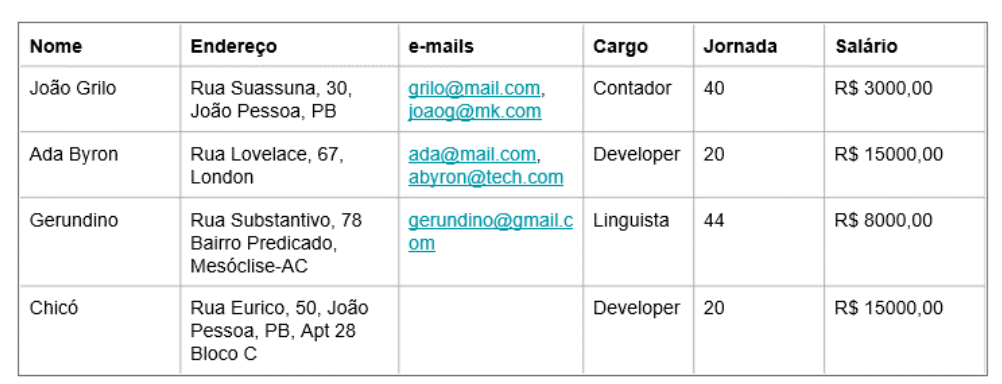 Nome Endereço e-mails Cargo Jornada Salário
João Grilo Rua Suassuna, 30, grilo@mail.com, Contador 40 R$ 3000,00
João Pessoa, PB joaog@mk.com
Ada Byron Rua Lovelace, 67, ada@mail.com, Developer 20 R$ 15000,00
London abyron@tech.com
Gerundino Rua Substantivo, 78 gerundino@gmail.c Linguista 44 R$ 8000,00
Bairro Predicado, om
Mesóclise-AC
Chicó Rua Eurico, 50, João Developer 20 R$ 15000,00
Pessoa, PB, Apt 28
Bloco C